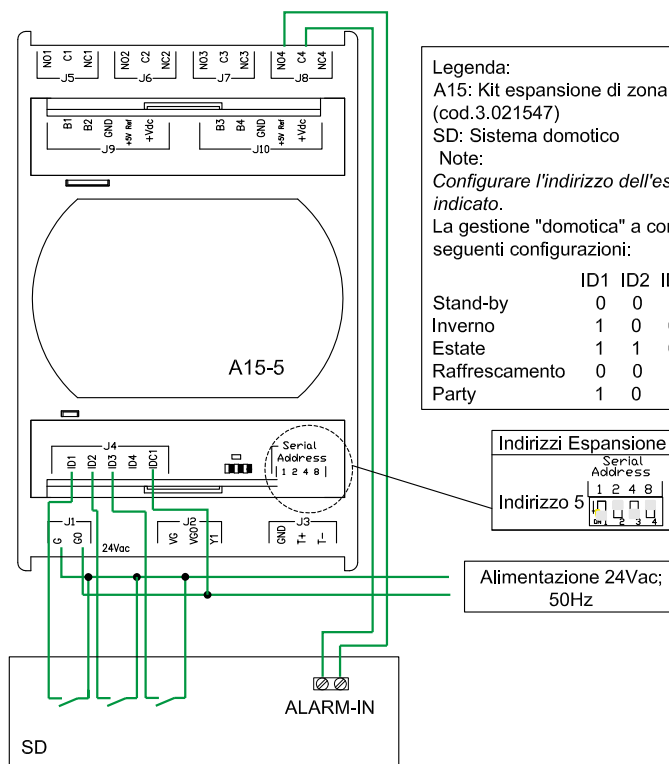 NO1 C1 NC1 NO2 C2 NC2 NO3 C3 NC3 NO4 C4 NC4
J5 J6 J7 J8
B1 B2 GND +5V Ref +Vdc B3 B4 GND +5V Ref +Vdc
J9 J10
A15-5
J4
ID1 ID2 ID3 ID4 IDC1
Serial
Address
1 2 4 8
J1 J2 J3
G G0 24Vac VG VG0 Y1 GND T+ T-
ALARM-IN
SD
Legenda:
A15: Kit espansione di zona
(cod.3.021547)
SD: Sistema domotico
Note:
Configurare l'indirizzo dell'es
indicato.
La gestione "domotica" a co
seguenti configurazioni:
ID1 ID2
Stand-by 0 0
Inverno 1 0
Estate 1 1
Raffrescamento 0 0
Party 1 0
Indirizzi Espansione
Serial
Address
1 2 4 8
Indirizzo 5
ON 1 2 3 4
Alimentazione 24Vac;
50Hz